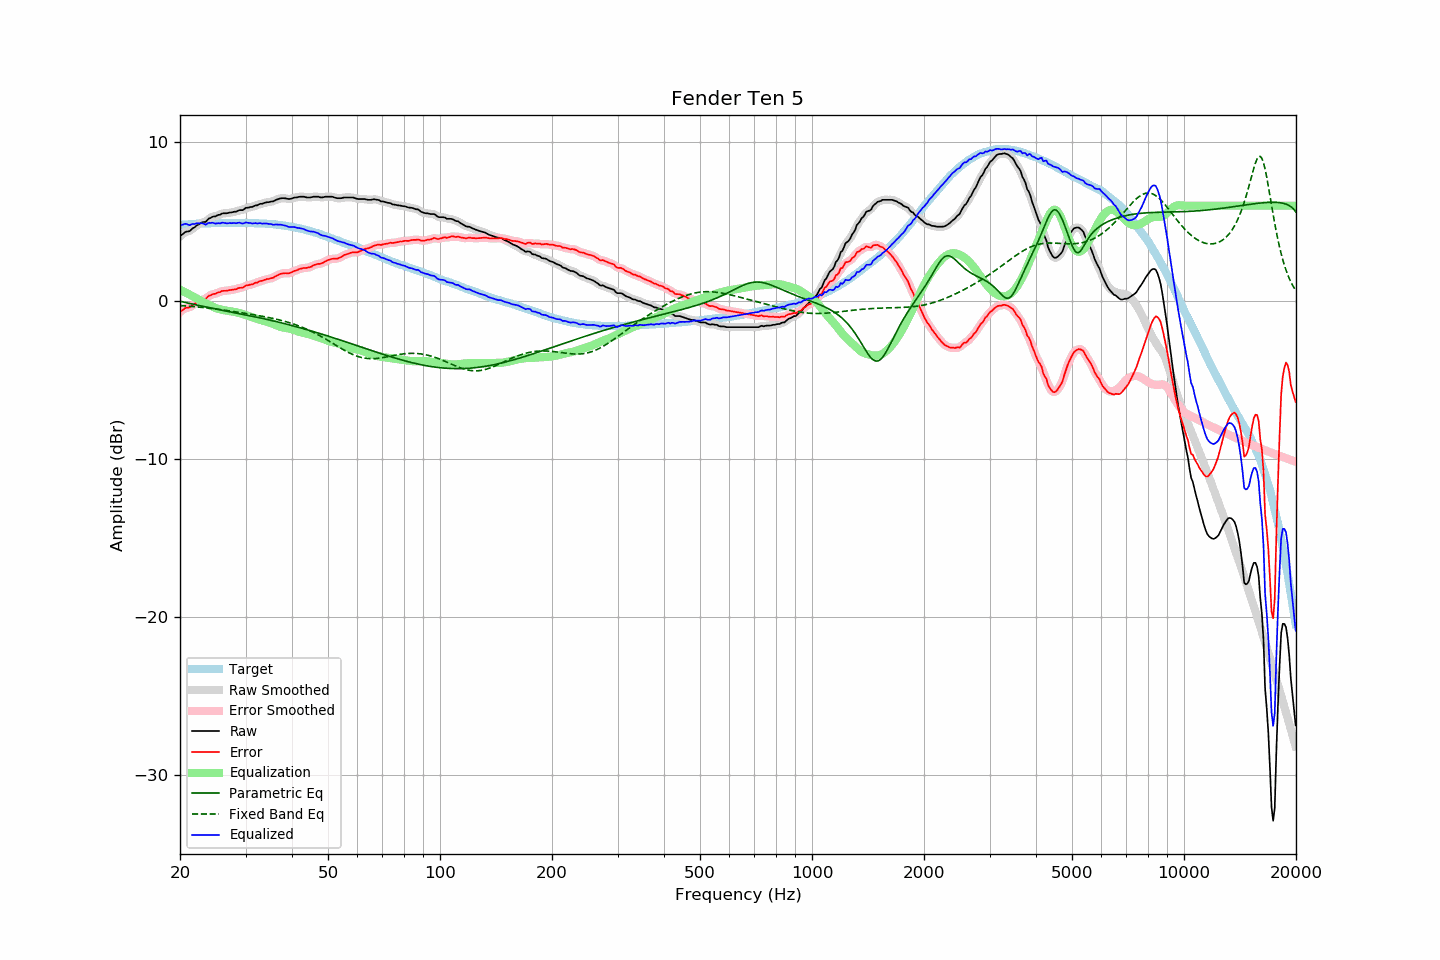 Fender Ten 5
10
0
−10
−20
−30
Amplitude (dBr)
Target
Raw Smoothed
Error Smoothed
Raw
Error
Equalization
Parametric Eq
Fixed Band Eq
Equalized
20 50 100 200 500 1000 2000 5000 10000 20000
Frequency (Hz)